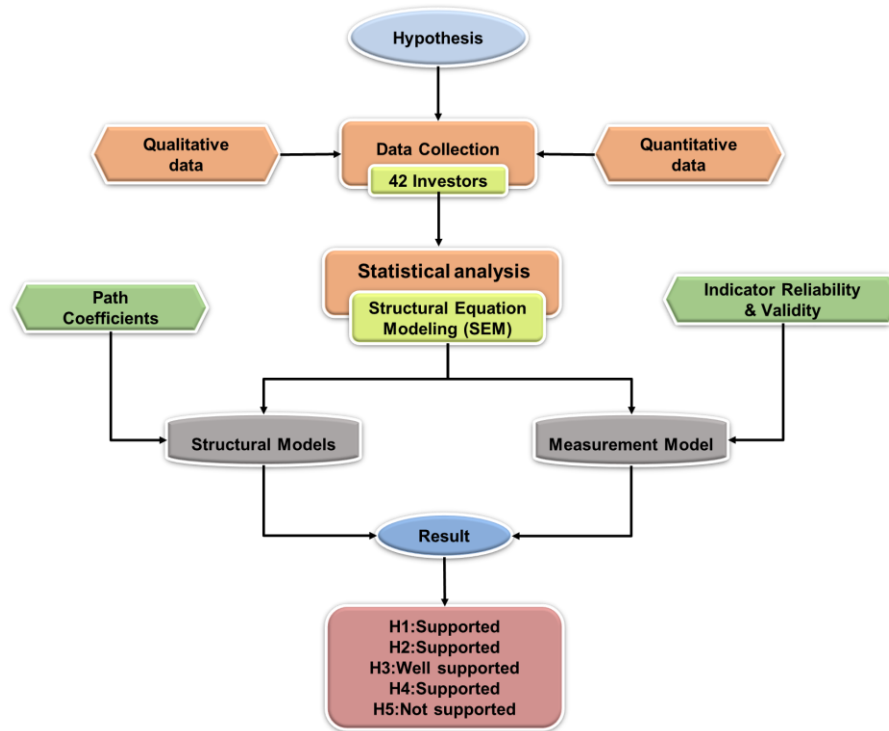 Hypothesis
Qualitative
data
Data Collection
42 Investors
Quantitative
data
Statistical analysis
Structural Equation
Modeling (SEM)
Path
Coefficients
Indicator Reliability
& Validity
Structural Models
Measurement Model
Result
H1:Supported
H2:Supported
H3:Well supported
H4:Supported
H5:Not supported